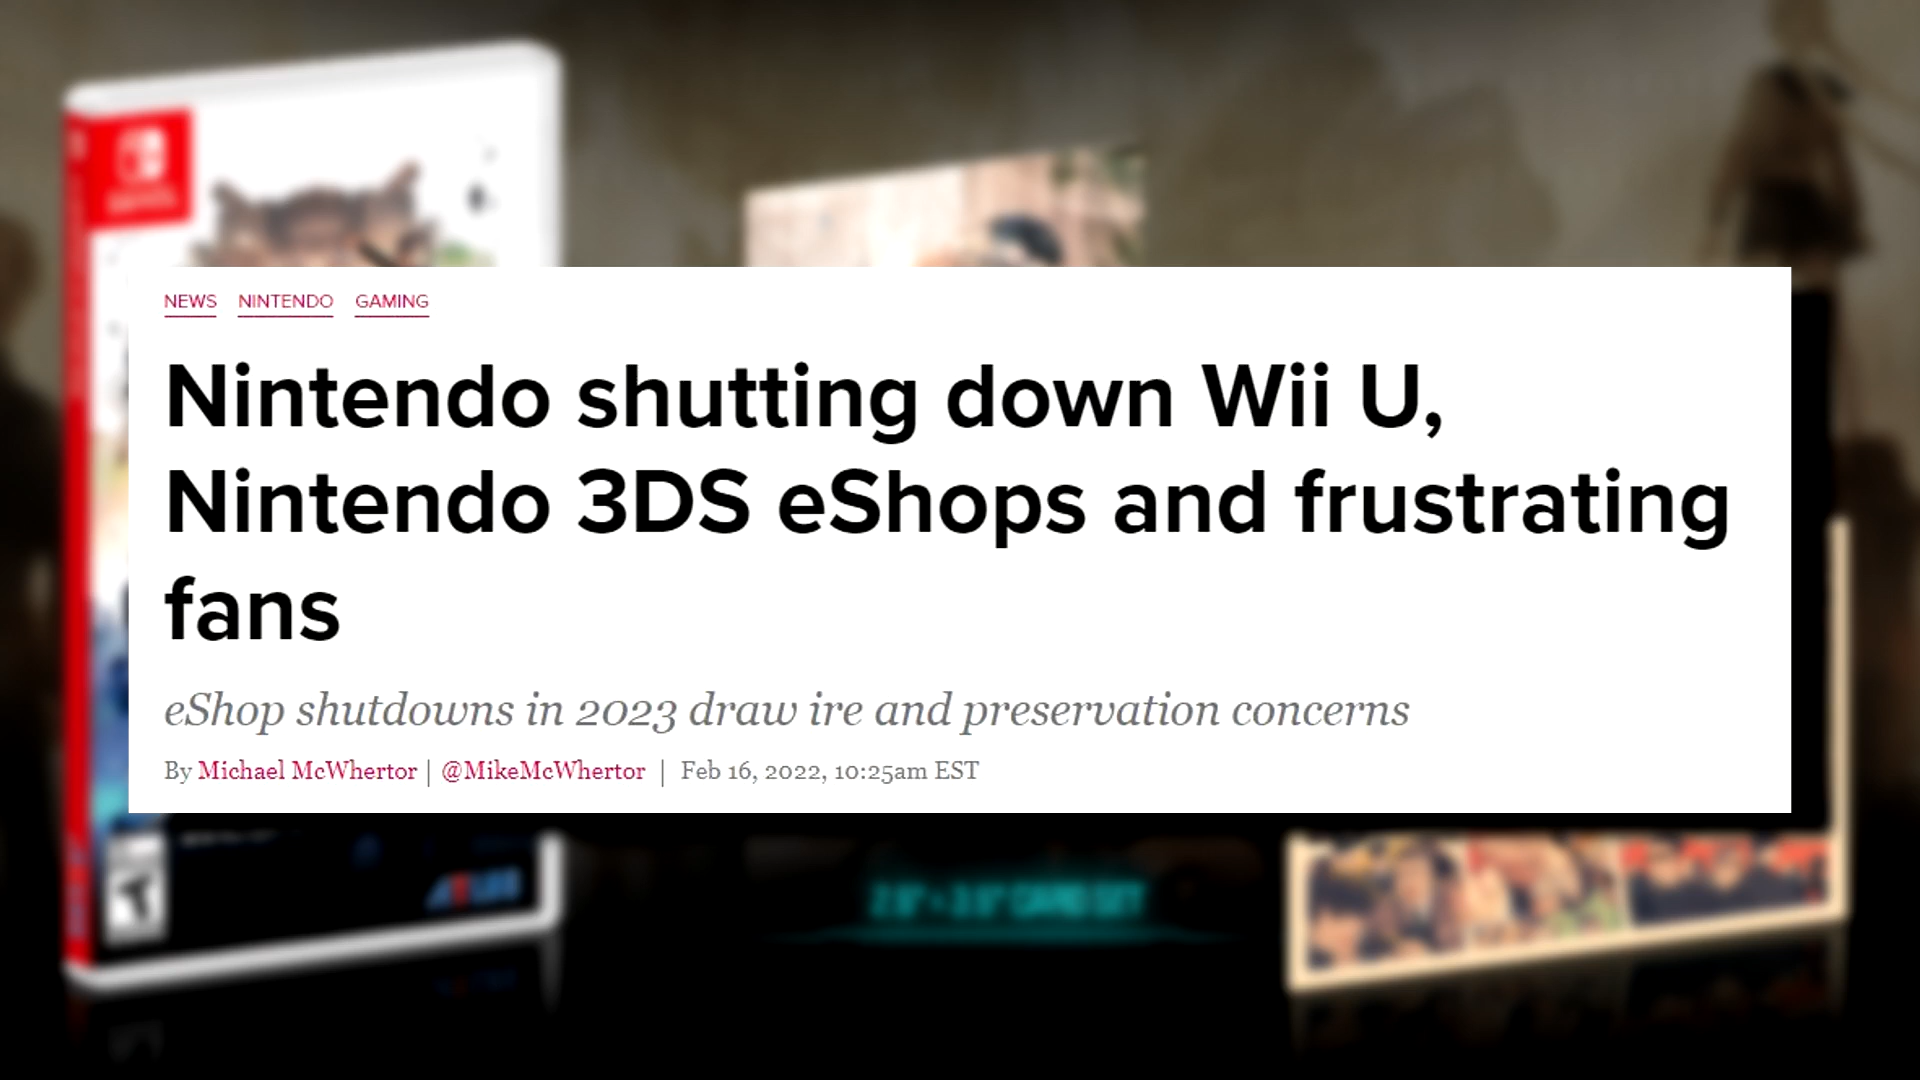 NEWS NINTENDO GAMING
Nintendo shutting down Wii U,
Nintendo 3DS eShops and frustrating
fans
eShop shutdowns in 2023 draw ire and preservation concerns
By Michael McWhertor | @MikeMcWhertor | Feb 16, 2022, 10:25am EST
T
ATLUS